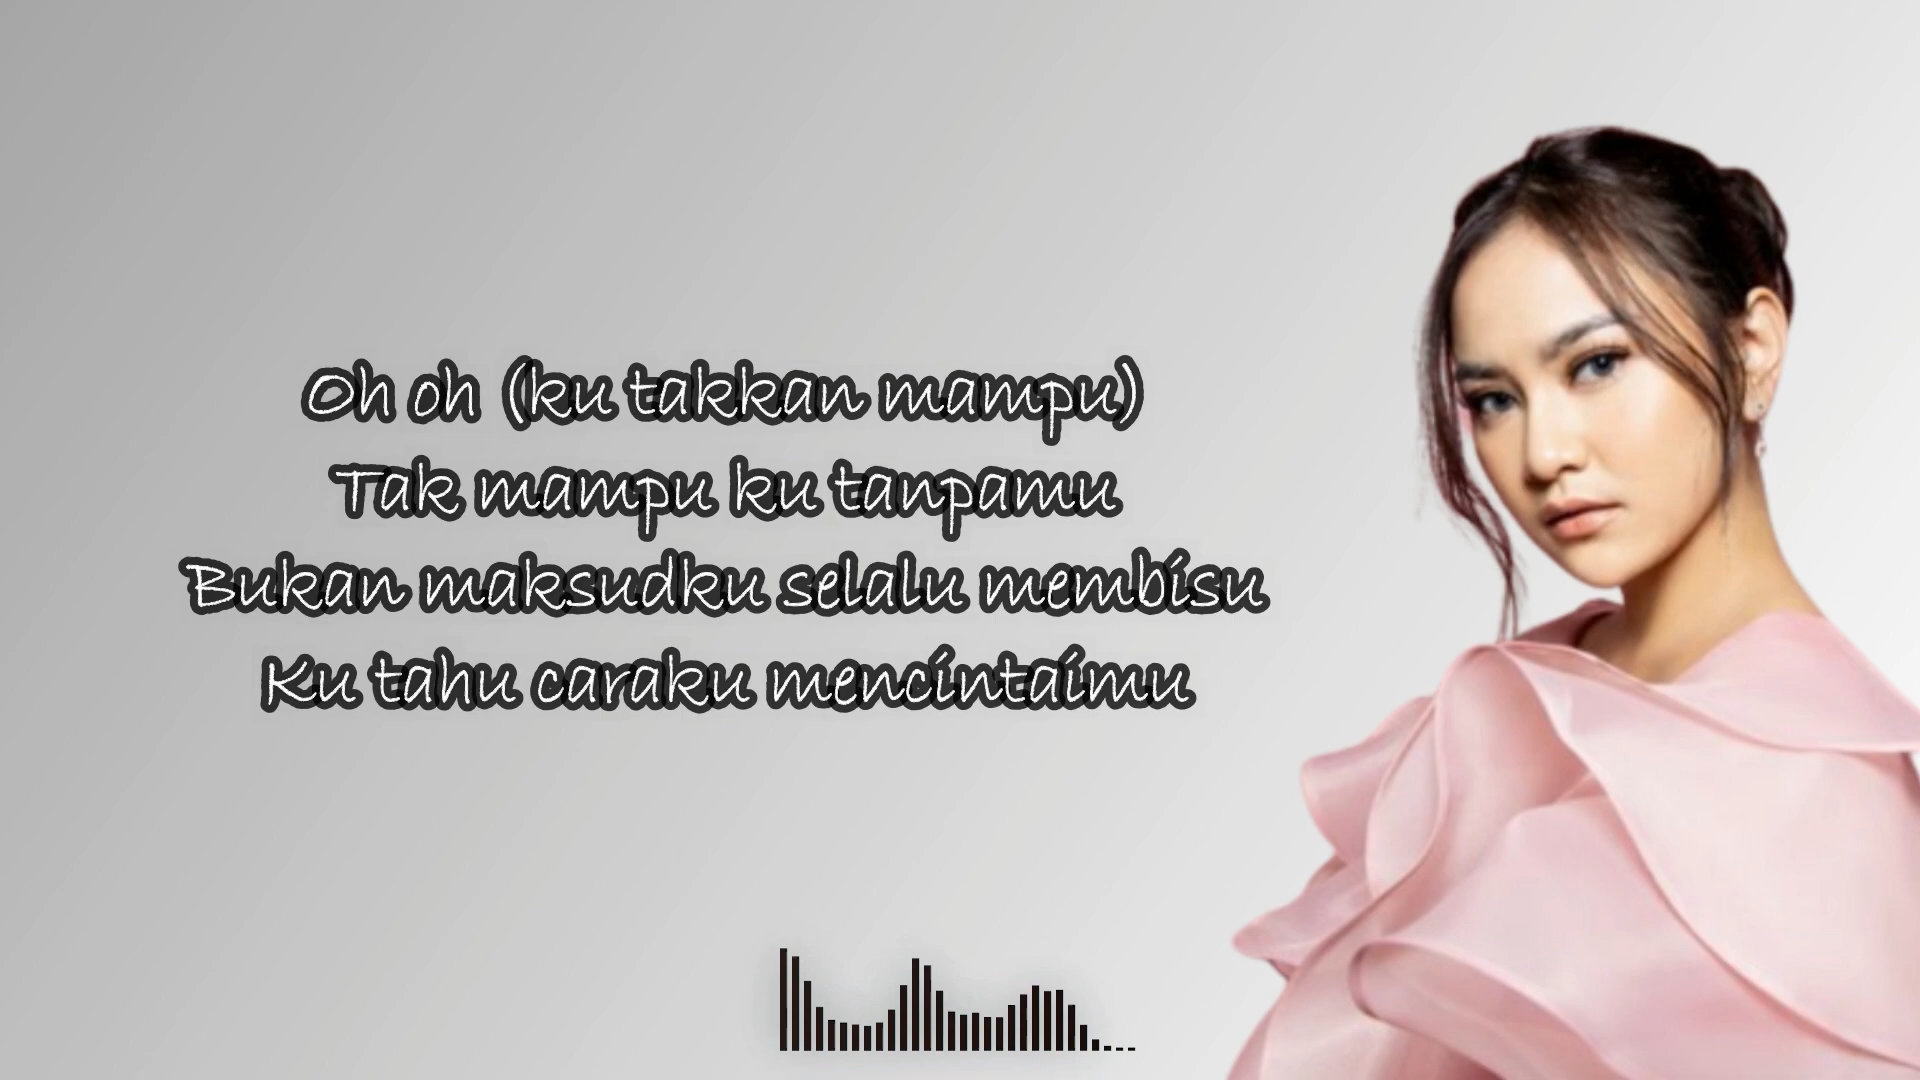 Oh oh (ku takkan mampu)
Tak mampu ku tanpamu
Bukan maksudku selalu membisu
Ku tahu caraku mencintaimu